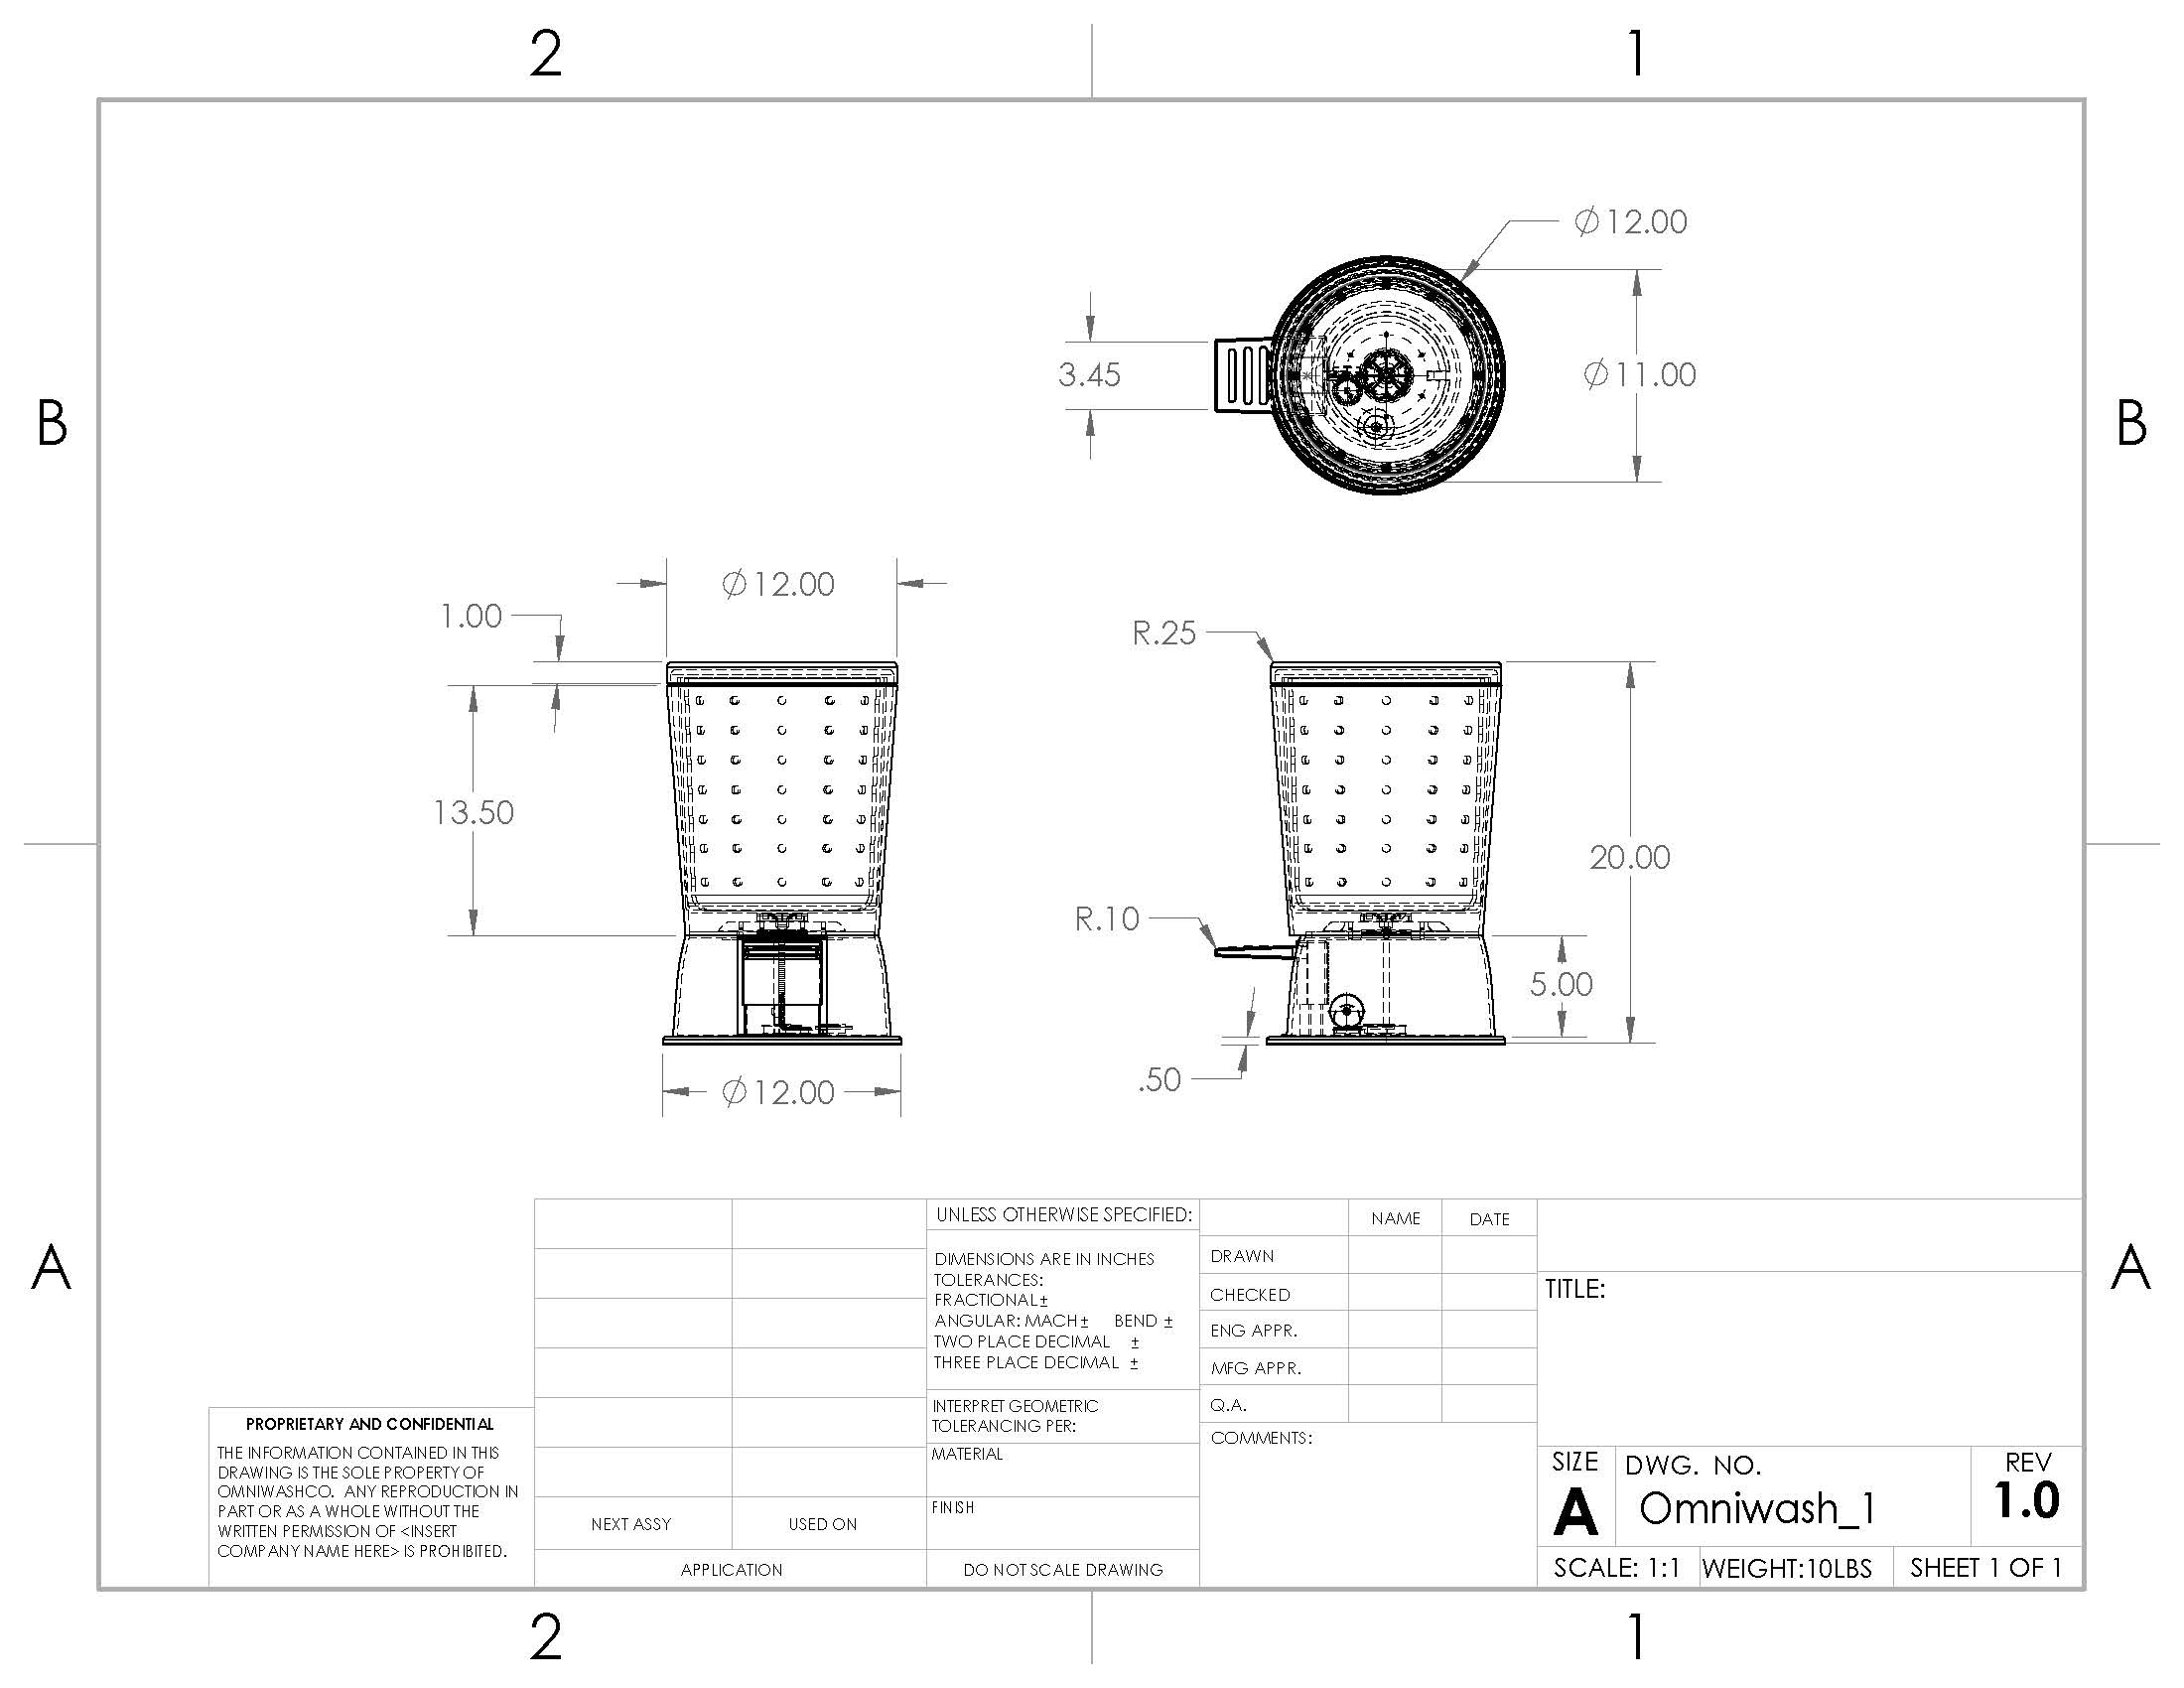 2
1
B
B
A
A
⌀12.00
3.45
⌀11.00
⌀12.00
1.00
R.25
13.50
20.00
R.10
5.00
.50
⌀12.00
UNLESS OTHERWISE SPECIFIED:
DIMENSIONS ARE IN INCHES
TOLERANCES:
FRACTIONAL±
ANGULAR: MACH± BEND ±
TWO PLACE DECIMAL ±
THREE PLACE DECIMAL ±
INTERPRET GEOMETRIC
TOLERANCING PER:
MATERIAL
FINISH
DO NOT SCALE DRAWING
NAME
DATE
DRAWN
CHECKED
ENG APPR.
MFG APPR.
Q.A.
COMMENTS:
TITLE:
SIZE
A
DWG. NO.
Omniwash_1
REV
1.0
SCALE: 1:1
WEIGHT:10LBS
SHEET 1 OF 1
PROPRIETARY AND CONFIDENTIAL
THE INFORMATION CONTAINED IN THIS
DRAWING IS THE SOLE PROPERTY OF
OMNIWASHCO. ANY REPRODUCTION IN
PART OR AS A WHOLE WITHOUT THE
WRITTEN PERMISSION OF <INSERT
COMPANY NAME HERE> IS PROHIBITED.
NEXT ASSY
USED ON
APPLICATION
2
1